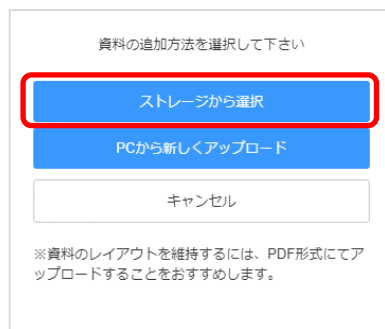 資料の追加方法を選択して下さい
ストレージから選択
PCから新しくアップロード
キャンセル
※資料のレイアウトを維持するには、PDF形式にてア
ップロードすることをおすすめします。